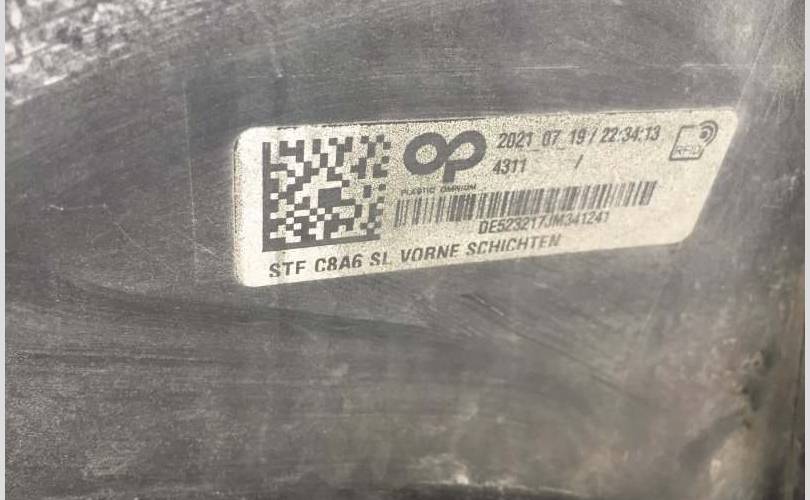 2021_07_19 / 22:34:13
4311 /
RFID
op
PLASTIC OMNIUM
DE523217JM341241
STF C8A6 SL VORNE SCHICHTEN